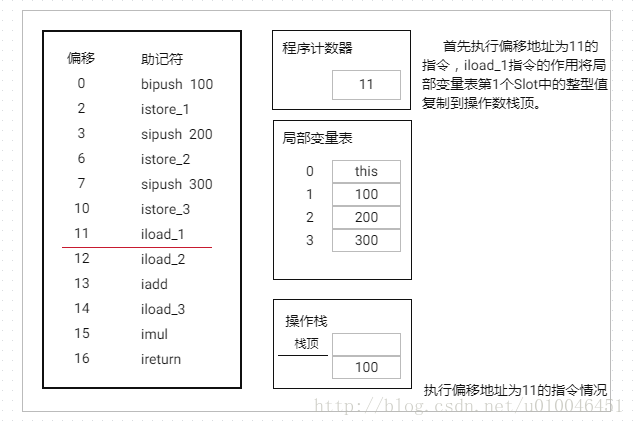 偏移 助记符
0 bipush 100
2 istore_1
3 sipush 200
6 istore_2
7 sipush 300
10 istore_3
11 iload_1
12 iload_2
13 iadd
14 iload_3
15 imul
16 ireturn
程序计数器
11
局部变量表
0 this
1 100
2 200
3 300
操作栈
栈顶
100
首先执行偏移地址为11的
指令，iload_1指令的作用将局
部变量表第1个Slot中的整型值
复制到操作数栈顶。
执行偏移地址为11的指令情况
http://blog.csdn.net/u010046451